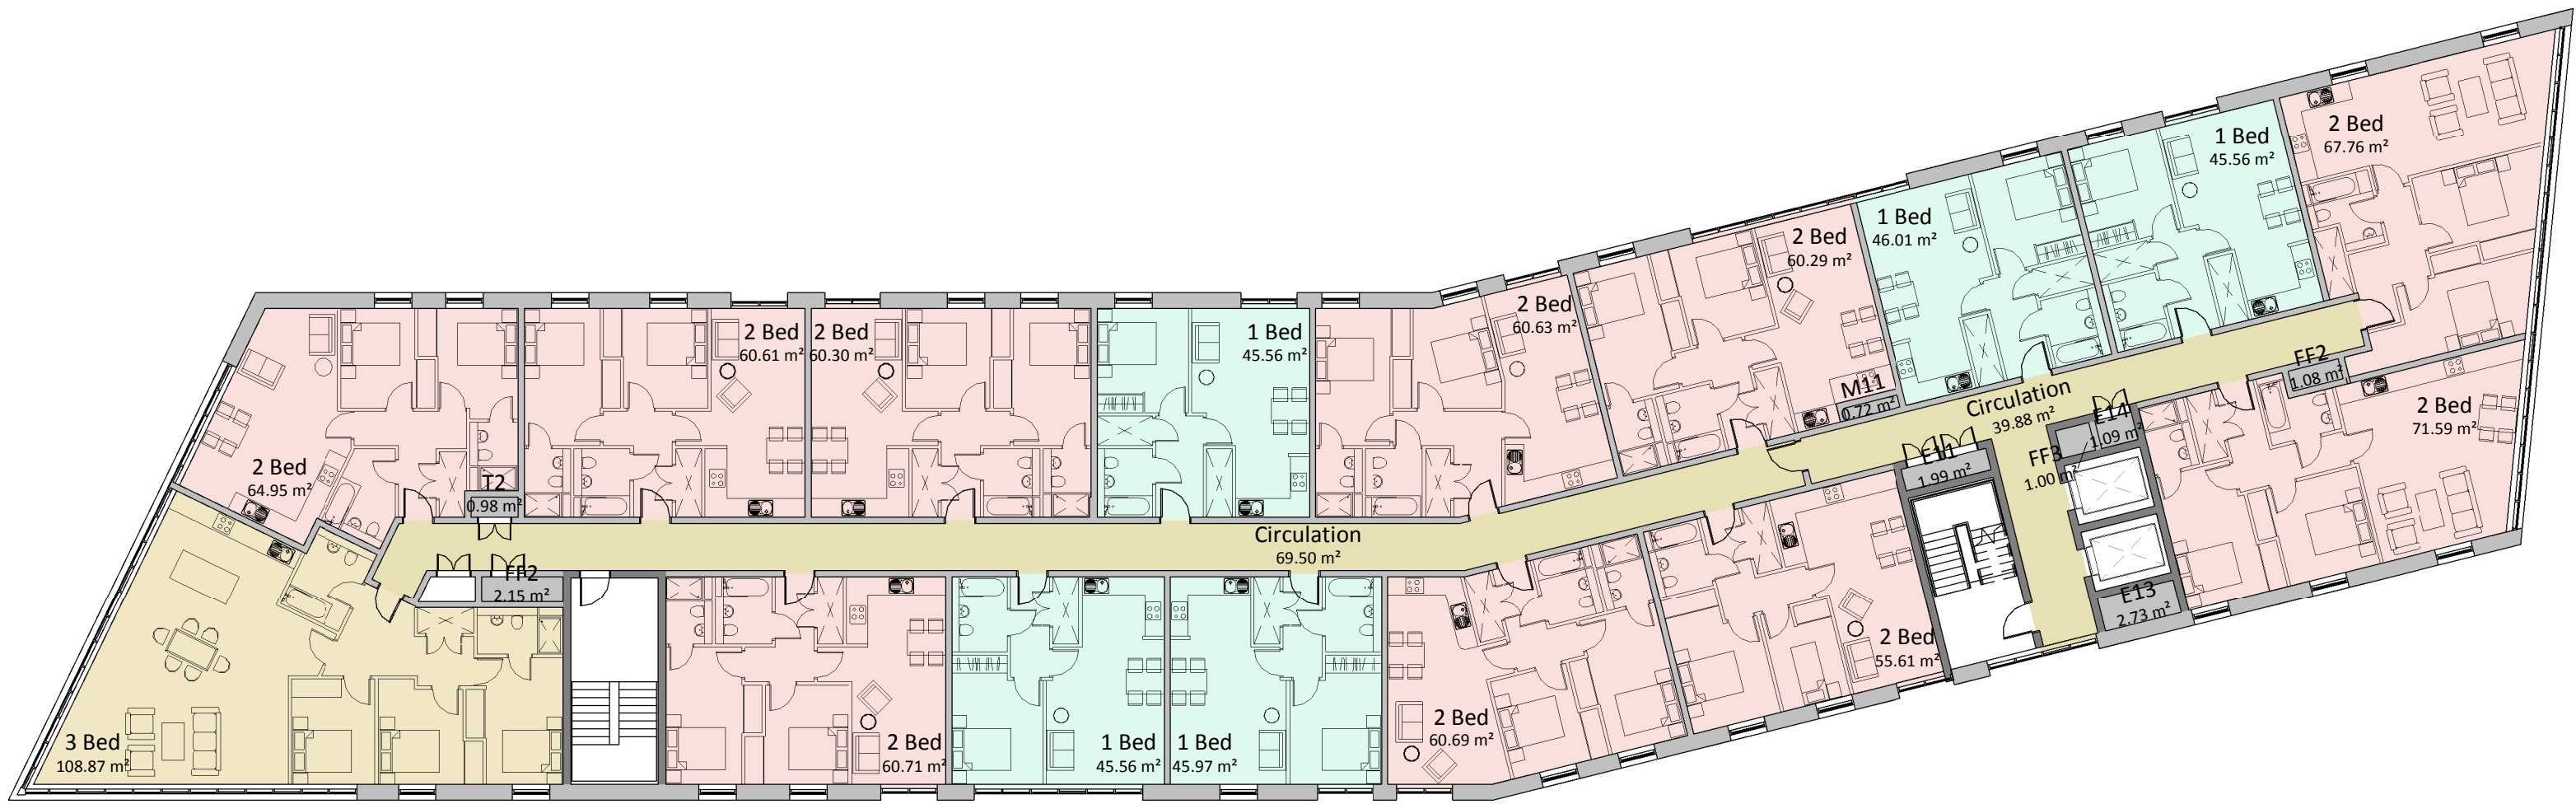 2 Bed
67.76 m²
1 Bed
45.56 m²
1 Bed
46.01 m²
2 Bed
60.29 m²
2 Bed
60.63 m²
1 Bed
45.56 m²
2 Bed
60.30 m²
2 Bed
60.61 m²
2 Bed
64.95 m²
T2
0.98 m²
M11
0.72 m²
FF2
1.08 m²
Circulation
39.88 m²
E14
1.09 m²
2 Bed
71.59 m²
E11
1.99 m²
FF3
1.00 m²
Circulation
69.50 m²
FF2
2.15 m²
E13
2.73 m²
3 Bed
108.87 m²
2 Bed
60.71 m²
1 Bed
45.56 m²
1 Bed
45.97 m²
2 Bed
60.69 m²
2 Bed
55.61 m²